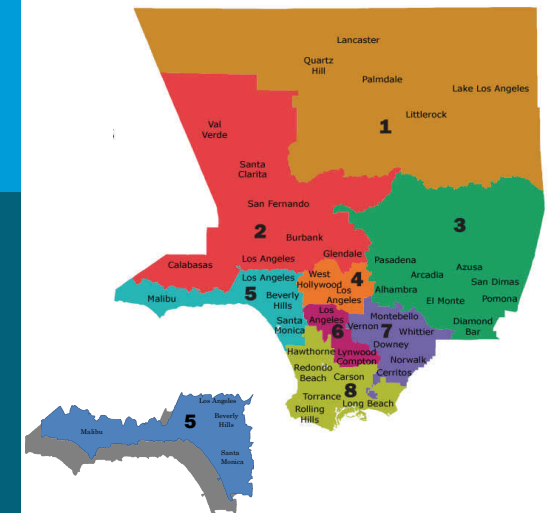 Lancaster
Quartz
Hill
Palmdale
Lake Los Angeles
Littlerock
1
Val
Verde
Santa
Clarita
San Fernando
2
Burbank
Glendale
Los Angeles
Calabasas
3
Pasadena
Azusa
Arcadia
San Dimas
Alhambra
El Monte
Pomona
Diamond
Bar
West
Hollywood
4
Los
Angeles
Los Angeles
5
Beverly
Hills
Malibu
Santa
Monica
Los
Angeles
6
Lynwood
Compton
Montebello
Vernon
7
Whittier
Downey
Norwalk
Cerritos
Hawthorne
Redondo
Beach
Carson
8
Torrance
Long Beach
Rolling
Hills
Los Angeles
5
Beverly
Hills
Malibu
Santa
Monica